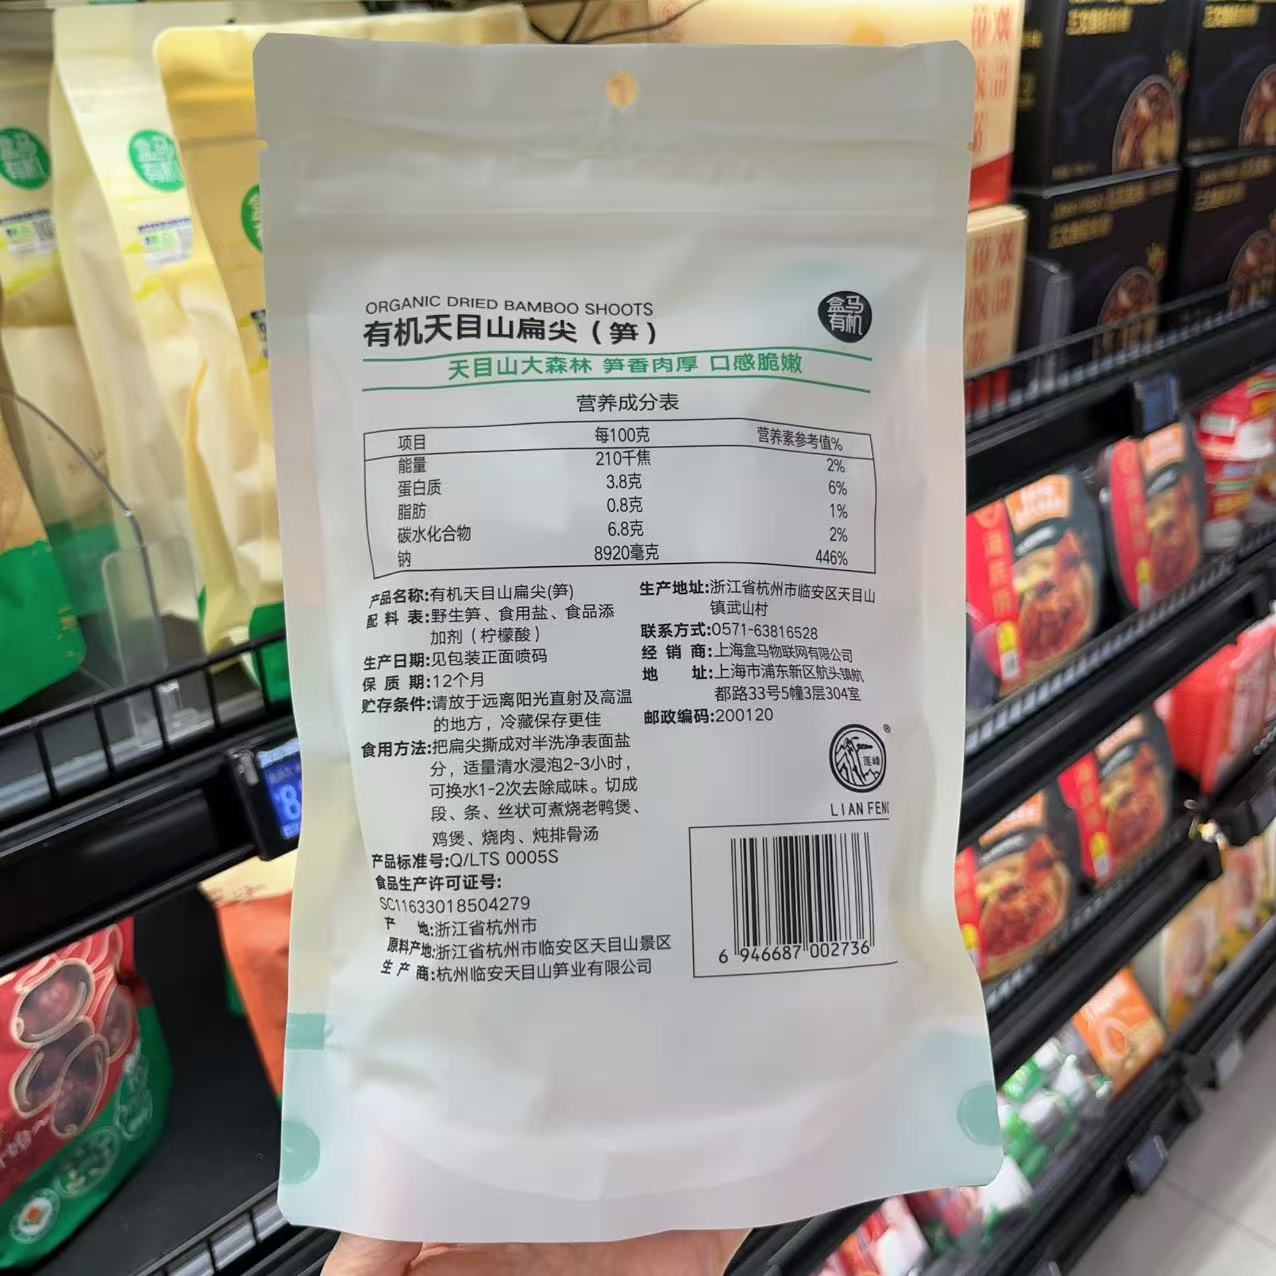 ORGANIC DRIED BAMBOO SHOOTS
有机天目山扁尖（笋）
盒马
有机
天目山大森林 笋香肉厚 口感脆嫩
营养成分表
项目 每100克 营养素参考值%
能量 210千焦 2%
蛋白质 3.8克 6%
脂肪 0.8克 1%
碳水化合物 6.8克 2%
钠 8920毫克 446%
产品名称:有机天目山扁尖(笋)
配料表:野生笋、食用盐、食品添
加剂（柠檬酸）
生产日期:见包装正面喷码
保质期:12个月
贮存条件:请放于远离阳光直射及高温
的地方，冷藏保存更佳
食用方法:把扁尖撕成对半洗净表面盐
分，适量清水浸泡2-3小时，
可换水1-2次去除咸味。切成
段、条、丝状可煮烧老鸭煲、
鸡煲、烧肉、炖排骨汤
产品标准号:Q/LTS 0005S
食品生产许可证号:
SC11633018504279
产地:浙江省杭州市
原料产地:浙江省杭州市临安区天目山景区
生产商:杭州临安天目山笋业有限公司
生产地址:浙江省杭州市临安区天目山
镇武山村
联系方式:0571-63816528
经销商:上海盒马物联网有限公司
地址:上海市浦东新区航头镇航
都路33号5幢3层304室
邮政编码:200120
莲峰
®
LIAN FENG
6 946687 002736
盒马
有机
盒马
有机